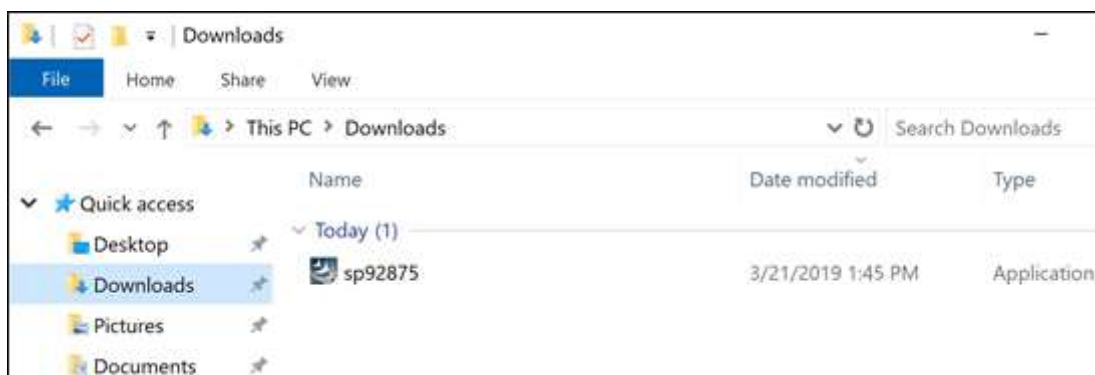 Downloads
File Home Share View
This PC > Downloads Search Downloads
Name Date modified Type
Quick access
Today (1)
Desktop
sp92875 3/21/2019 1:45 PM Application
Downloads
Pictures
Documents